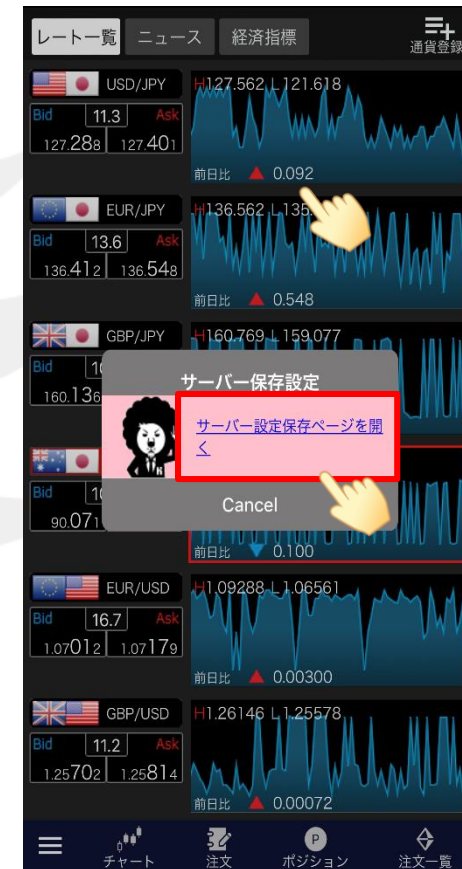 レート一覧 ニュース 経済指標 通貨登録
USD/JPY H127.562 L121.618
Bid 11.3 Ask
127.288 127.401
前日比 ▲ 0.092
EUR/JPY H136.562 L135.
Bid 13.6 Ask
136.412 136.548
前日比 ▲ 0.548
GBP/JPY H160.769 L159.077
Bid
160.136
サーバー保存設定
サーバー設定保存ページを開
く
Cancel
Bid
90.071
前日比 ▼ 0.100
EUR/USD H1.09288 L1.06561
Bid 16.7 Ask
1.07012 1.07179
前日比 ▲ 0.00300
GBP/USD H1.26146 L1.25578
Bid 11.2 Ask
1.25702 1.25814
前日比 ▲ 0.00072
チャート 注文 P ポジション 注文一覧